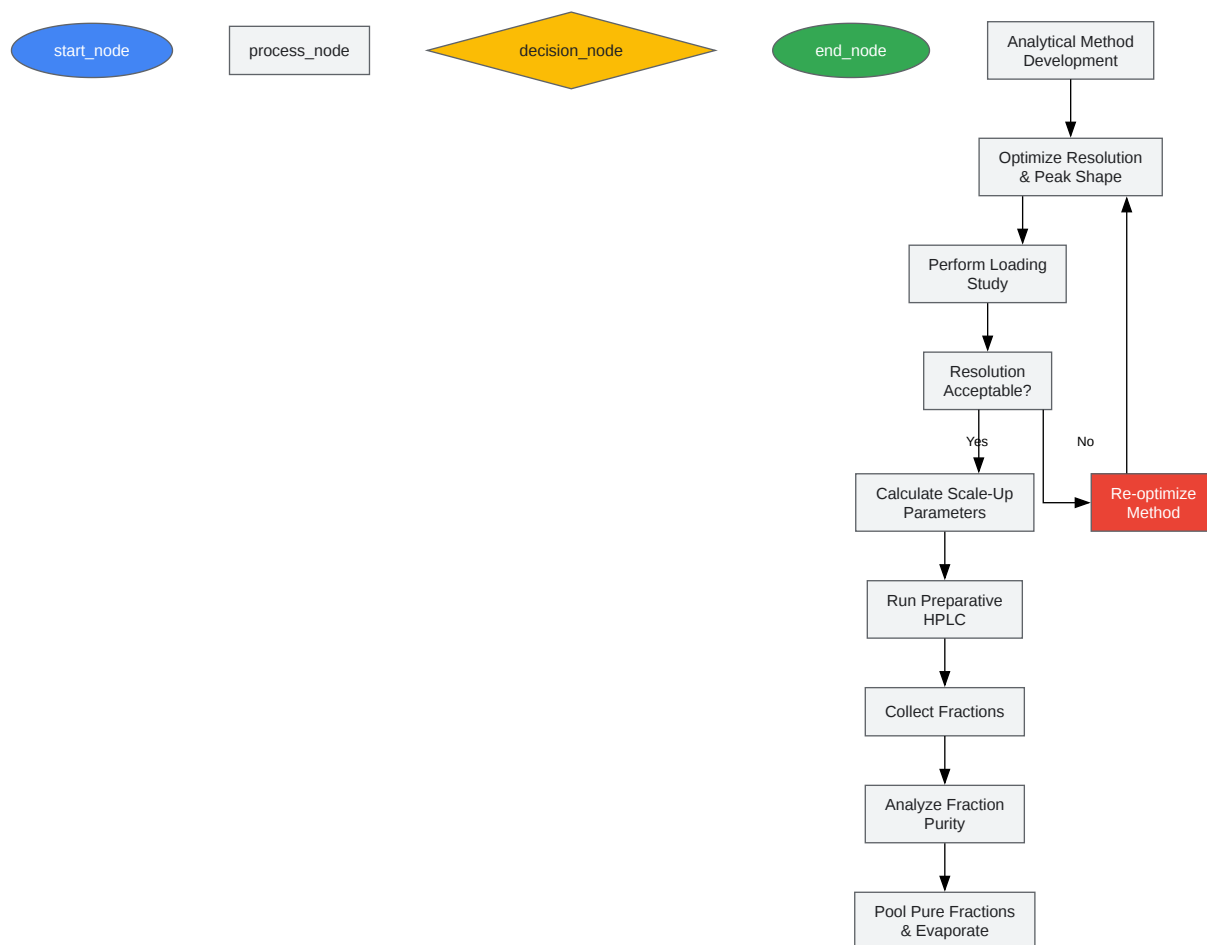 start_node
process_node
decision_node
end_node
Analytical Method
Development
Optimize Resolution
& Peak Shape
Perform Loading
Study
Resolution
Acceptable?
Yes
No
Calculate Scale-Up
Parameters
Re-optimize
Method
Run Preparative
HPLC
Collect Fractions
Analyze Fraction
Purity
Pool Pure Fractions
& Evaporate